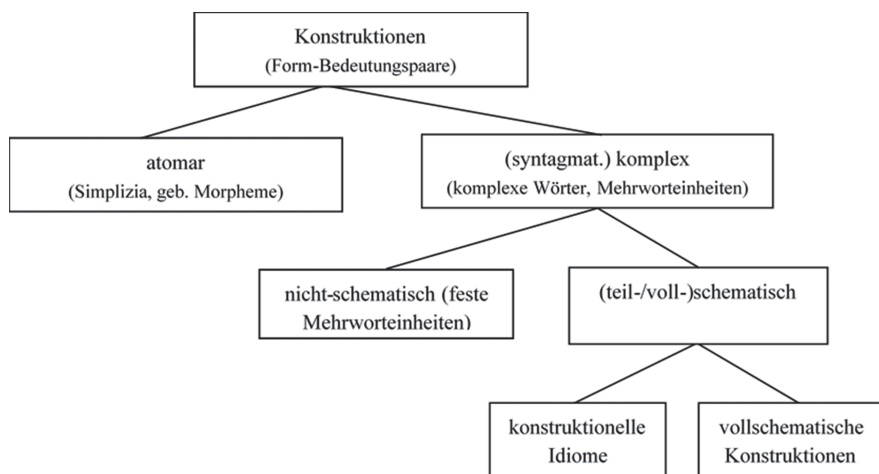 Konstruktionen
(Form-Bedeutungspaare)
atomar
(Simplizia, geb. Morpheme)
(syntagmat.) komplex
(komplexe Wörter, Mehrworteinheiten)
nicht-schematisch (feste
Mehrworteinheiten)
(teil-/voll-)schematisch
konstruktionelle
Idiome
vollschematische
Konstruktionen